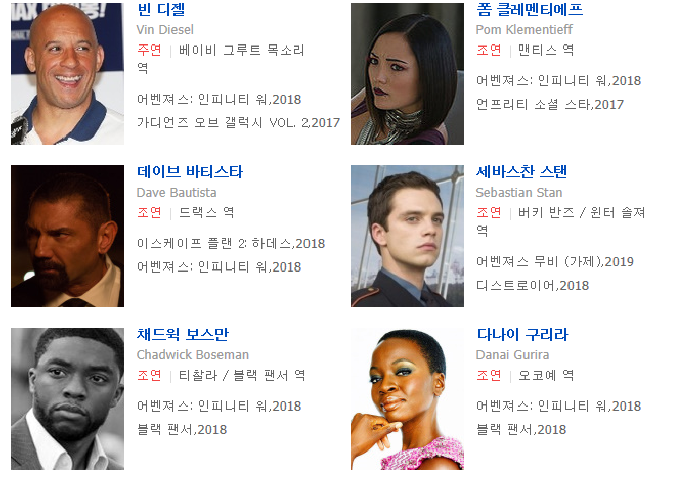 빈 디젤
Vin Diesel
주연 | 베이비 그루트 목소리
역
어벤져스: 인피니티 워,2018
가디언즈 오브 갤럭시 VOL. 2,2017
폼 클레멘티에프
Pom Klementieff
조연 | 맨티스 역
어벤져스: 인피니티 워,2018
언프리티 소셜 스타,2017
데이브 바티스타
Dave Bautista
조연 | 드랙스 역
이스케이프 플랜 2: 하데스,2018
어벤져스: 인피니티 워,2018
세바스찬 스탠
Sebastian Stan
조연 | 버키 반즈 / 윈터 솔져
역
어벤져스 무비 (가제),2019
디스트로이어,2018
채드윅 보스만
Chadwick Boseman
조연 | 티찰라 / 블랙 팬서 역
어벤져스: 인피니티 워,2018
블랙 팬서,2018
다나이 구리라
Danai Gurira
조연 | 오코예 역
어벤져스: 인피니티 워,2018
블랙 팬서,2018